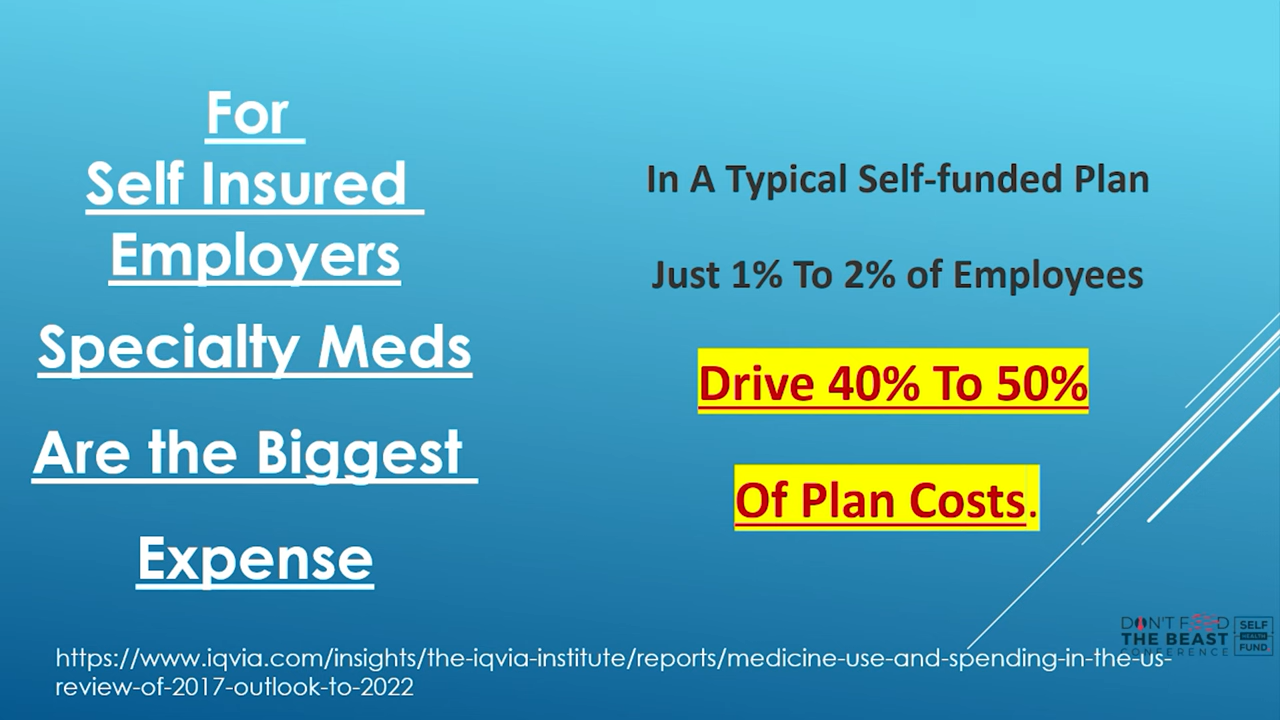 For
Self Insured
Employers
Specialty Meds
Are the Biggest
Expense
In A Typical Self-funded Plan
Just 1% To 2% of Employees
Drive 40% To 50%
Of Plan Costs.
https://www.iqvia.com/insights/the-iqvia-institute/reports/medicine-use-and-spending-in-the-us-
review-of-2017-outlook-to-2022
DON'T FEED
THE BEAST
CONFERENCE
SELF
HEALTH
FUND